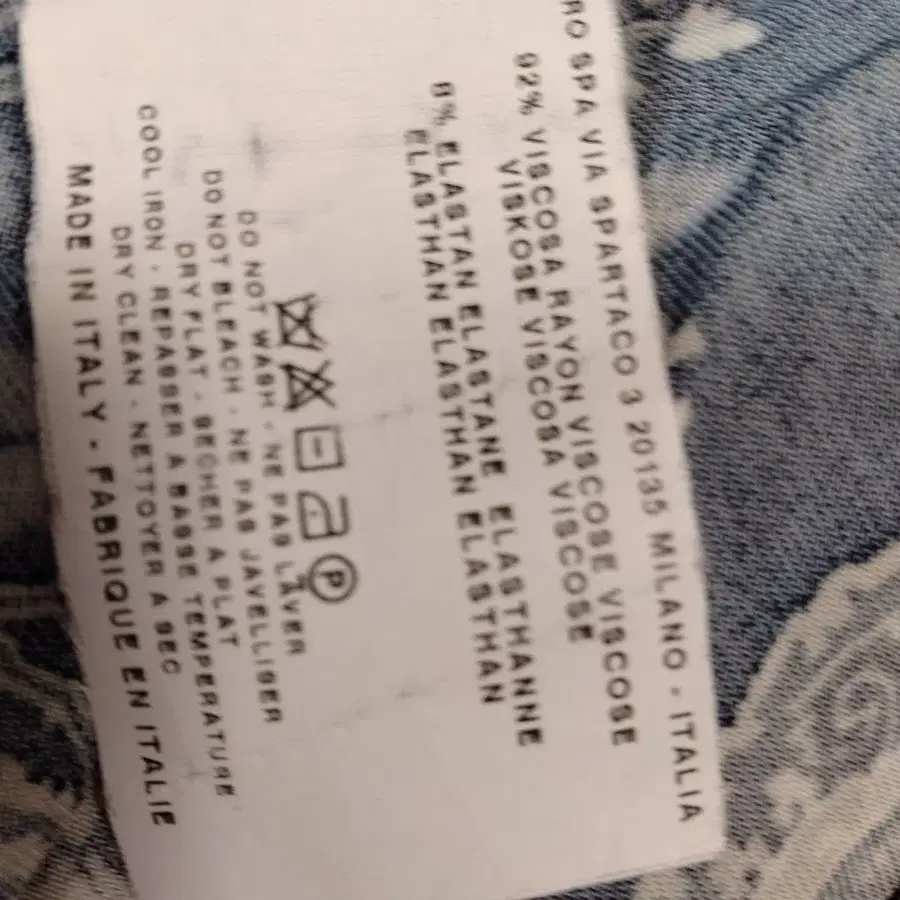 RO SPA VIA SPARTACO 3 20135 MILANO - ITALIA
92% VISCOSA RAYON VISCOSE VISCOSE
VISKOSE VISCOSA VISCOSE
8% ELASTAN ELASTANE ELASTHANNE
ELASTHAN ELASTHAN ELASTHAN
P
DO NOT WASH - NE PAS LAVER
DO NOT BLEACH - NE PAS JAVELLISER
DRY FLAT - SECHER A PLAT
COOL IRON - REPASSER A BASSE TEMPERATURE
DRY CLEAN - NETTOYER A SEC
MADE IN ITALY - FABRIQUE EN ITALIE